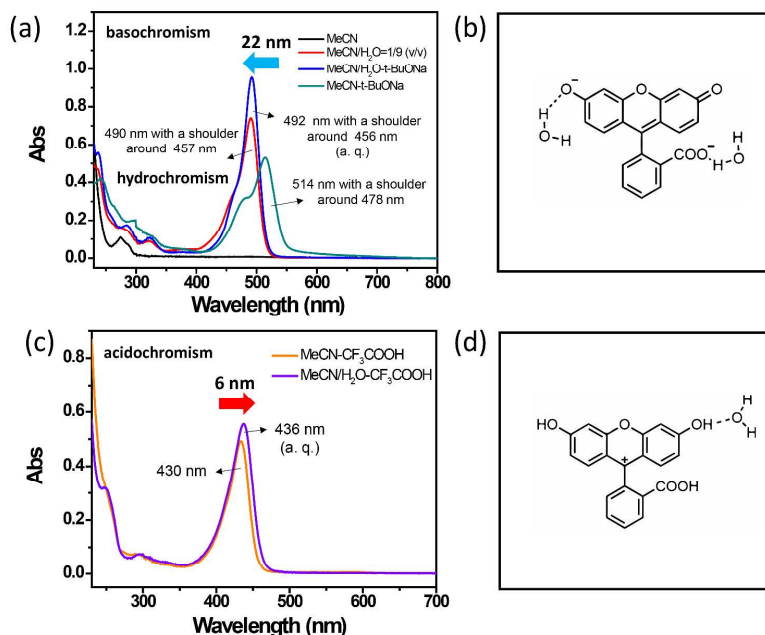 (a)
basochromism
22 nm
MeCN
MeCN/H₂O=1/9 (v/v)
MeCN/H₂O-t-BuONa
MeCN-t-BuONa
1.2
1.0
0.8
0.6
0.4
0.2
0.0
Abs
490 nm with a shoulder
around 457 nm
492 nm with a shoulder
around 456 nm
(a. q.)
hydrochromism
514 nm with a shoulder
around 478 nm
300 400 500 600 700 800
Wavelength (nm)
(b)
O⁻
O
O
H
O
H
COO⁻
H
O
H
(c)
acidochromism
MeCN-CF₃COOH
MeCN/H₂O-CF₃COOH
6 nm
0.8
0.6
0.4
0.2
0.0
Abs
436 nm
(a. q.)
430 nm
300 400 500 600 700
Wavelength (nm)
(d)
HO
O
OH
H
O
H
+
COOH